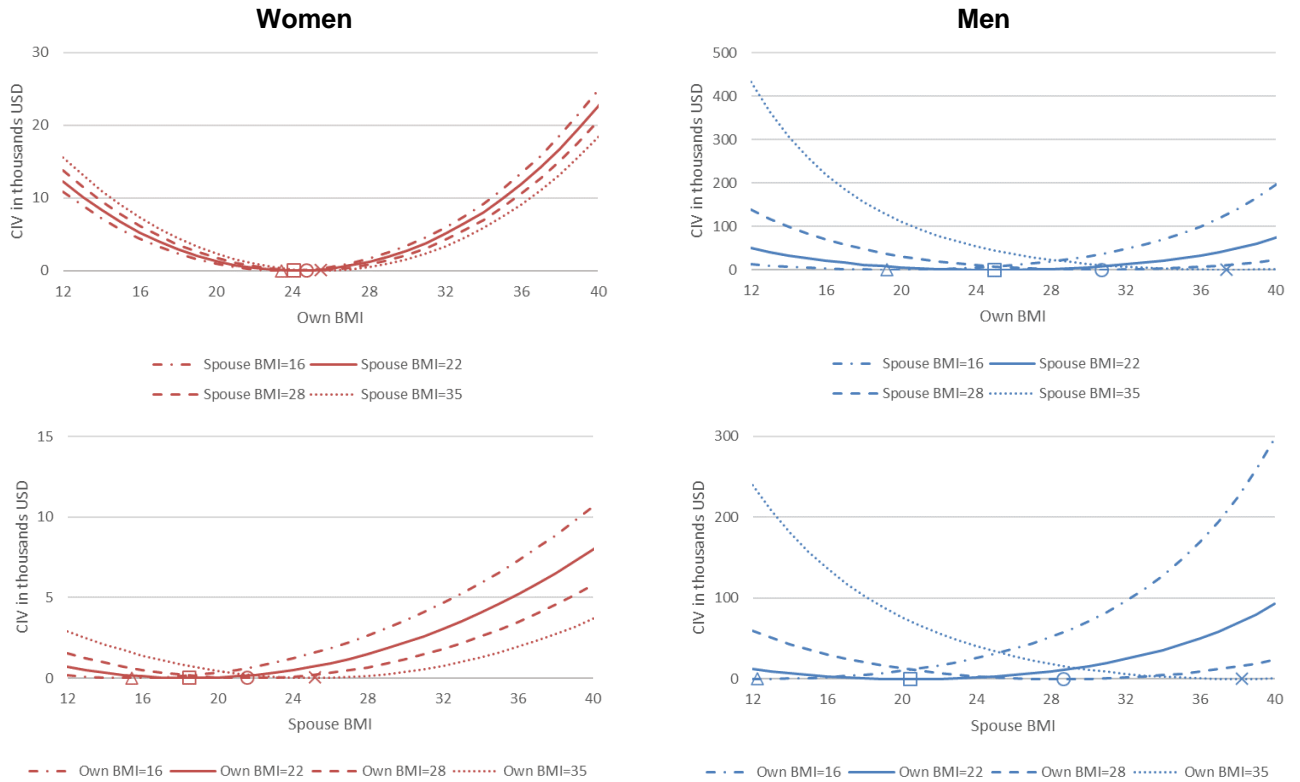 Women
Men
CIV in thousands USD
30
20
10
0
12 16 20 24 28 32 36 40
Own BMI
Spouse BMI=16 Spouse BMI=22
Spouse BMI=28 Spouse BMI=35
CIV in thousands USD
500
400
300
200
100
0
12 16 20 24 28 32 36 40
Own BMI
Spouse BMI=16 Spouse BMI=22
Spouse BMI=28 Spouse BMI=35
CIV in thousands USD
15
10
5
0
12 16 20 24 28 32 36 40
Spouse BMI
Own BMI=16 Own BMI=22 Own BMI=28 Own BMI=35
CIV in thousands USD
300
200
100
0
12 16 20 24 28 32 36 40
Spouse BMI
Own BMI=16 Own BMI=22 Own BMI=28 Own BMI=35